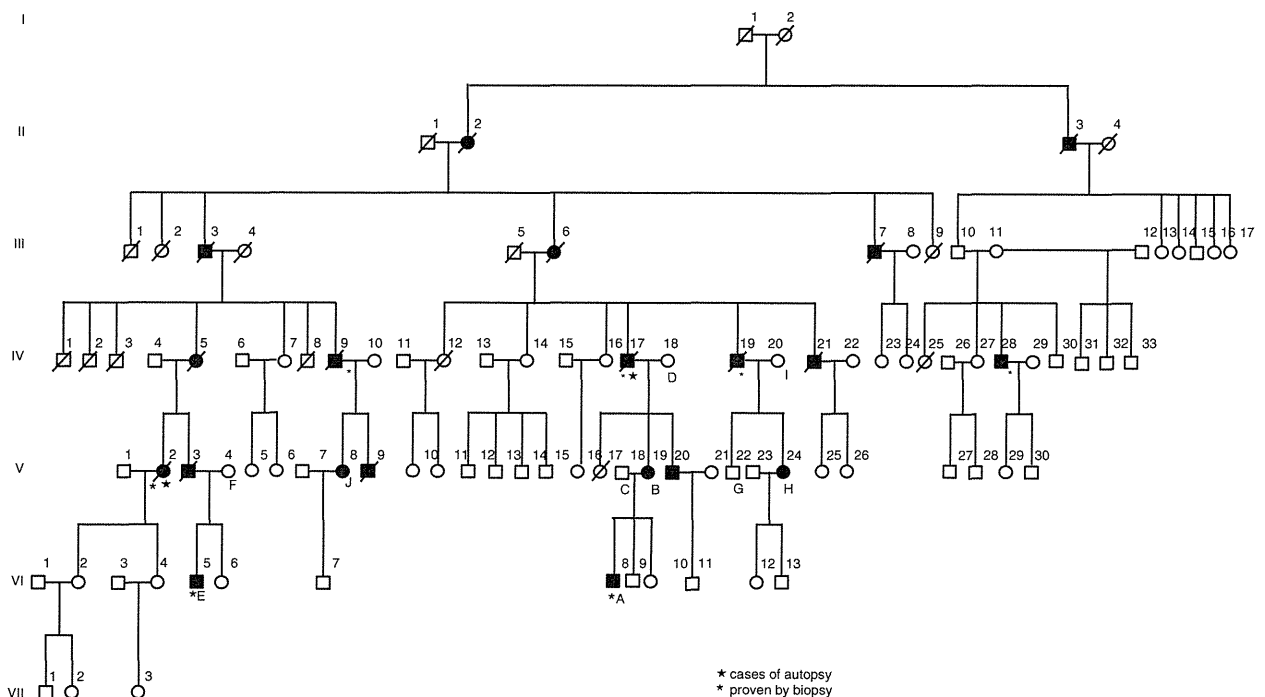 I
1 2
II
1 2 3 4
III
1 2 3 4 5 6 7 8 9 10 11 12 13 14 15 16 17
IV
1 2 3 4 5 6 7 8 9 10 11 12 13 14 15 16 17 18 19 20 21 22 23 24 25 26 27 28 29 30 31 32 33
* * ★ D * I *
V
1 2 3 4 5 6 7 8 9 10 11 12 13 14 15 16 17 18 19 20 21 22 23 24 25 26 27 28 29 30
* ★ F J C B G H
VI
1 2 3 4 5 6 7 8 9 10 11 12 13
*E *A
VII
1 2 3
★ cases of autopsy
* proven by biopsy